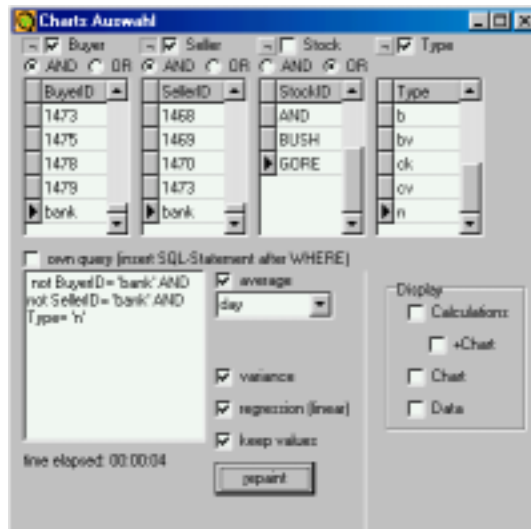 Charts Auswahl
¬ Buyer ¬ Seller ¬ Stock ¬ Type
AND OR AND OR AND OR
BuyerID SellerID StockID Type
1473 1468 AND b
1475 1469 BUSH bv
1478 1470 GORE ck
1479 1473 cv
bank bank n
own query (insert SQL-Statement after WHERE)
not BuyerID= 'bank' AND
not SellerID= 'bank' AND
Type= 'n'
average
day
variance
regression (linear)
keep values
repaint
Display
Calculations
+Chart
Chart
Data
time elapsed: 00:00:04